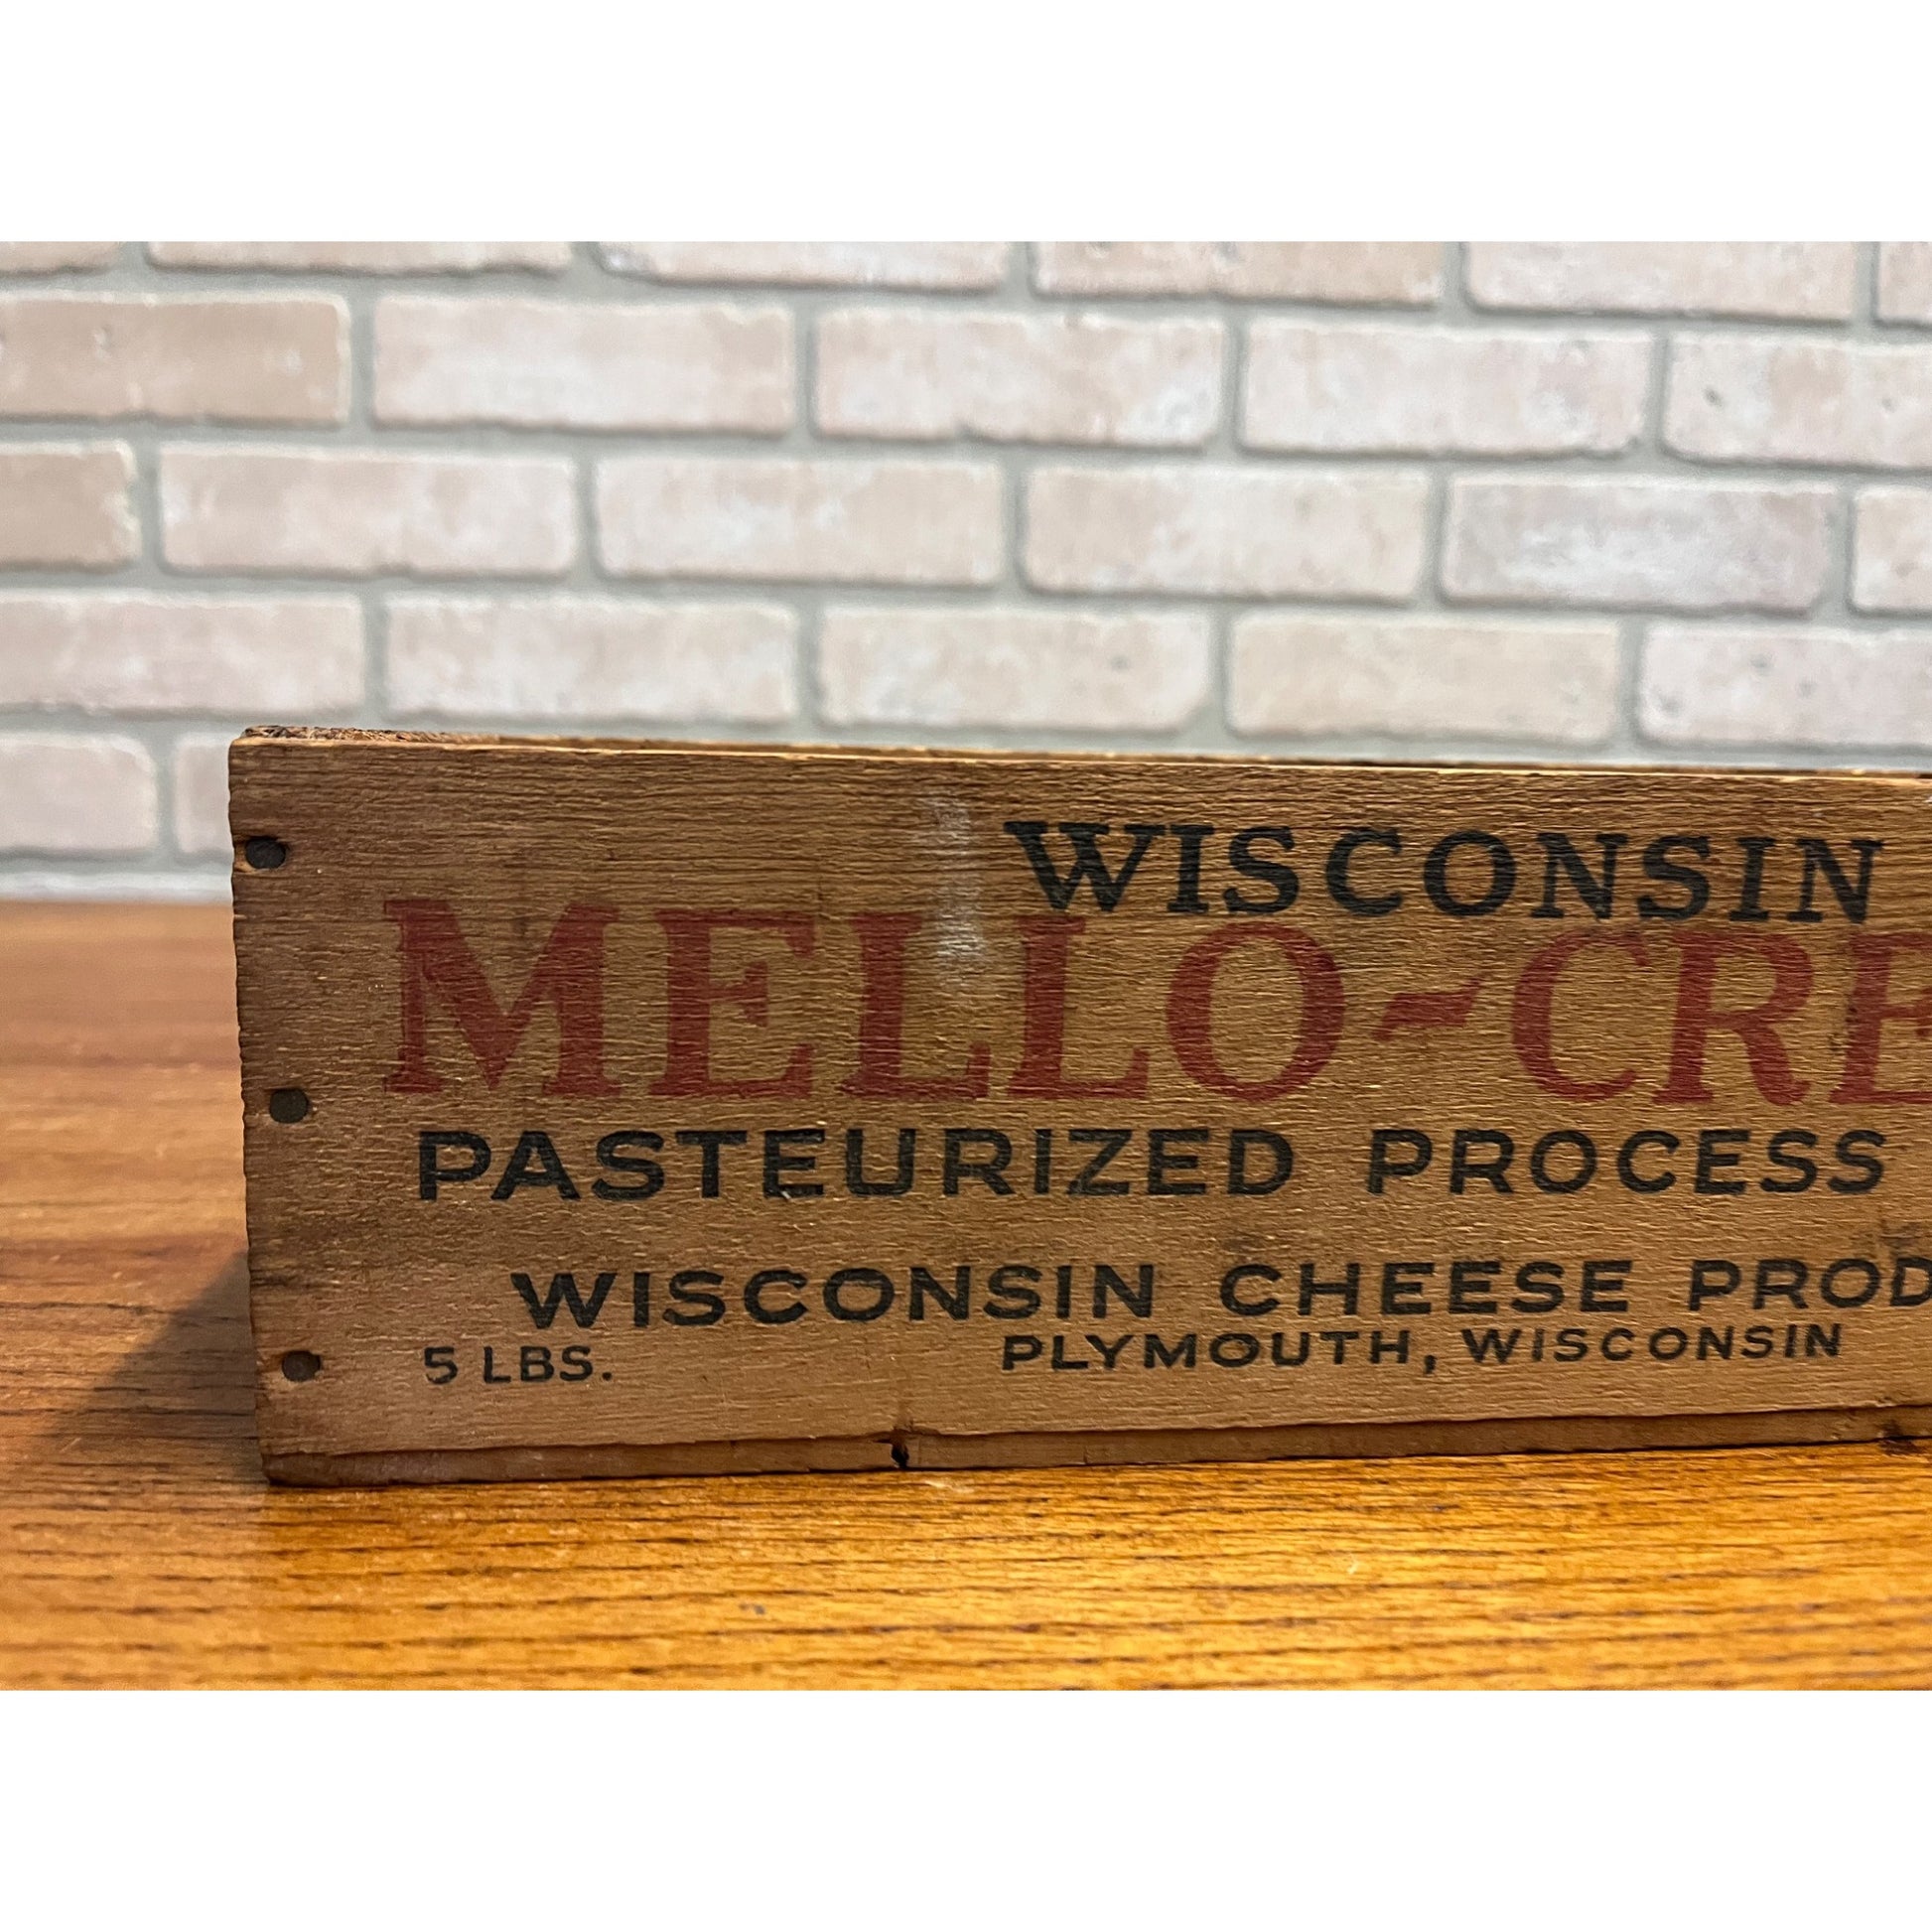 WISCONSIN
MELLO-CRE
PASTEURIZED PROCESS
WISCONSIN CHEESE PROD
5 LBS. PLYMOUTH, WISCONSIN